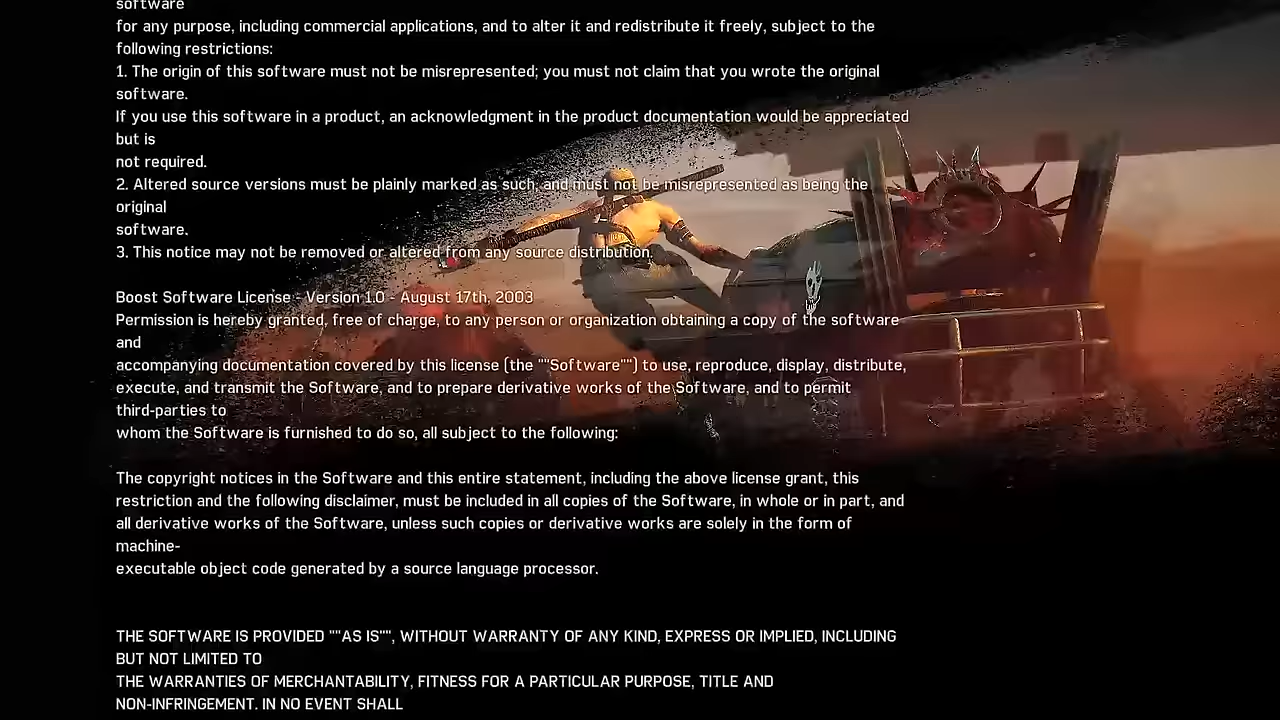 software
for any purpose, including commercial applications, and to alter it and redistribute it freely, subject to the
following restrictions:
1. The origin of this software must not be misrepresented; you must not claim that you wrote the original
software.
If you use this software in a product, an acknowledgment in the product documentation would be appreciated
but is
not required.
2. Altered source versions must be plainly marked as such, and must not be misrepresented as being the
original
software.
3. This notice may not be removed or altered from any source distribution.
Boost Software License - Version 1.0 - August 17th, 2003
Permission is hereby granted, free of charge, to any person or organization obtaining a copy of the software
and
accompanying documentation covered by this license (the ""Software"") to use, reproduce, display, distribute,
execute, and transmit the Software, and to prepare derivative works of the Software, and to permit
third-parties to
whom the Software is furnished to do so, all subject to the following:
The copyright notices in the Software and this entire statement, including the above license grant, this
restriction and the following disclaimer, must be included in all copies of the Software, in whole or in part, and
all derivative works of the Software, unless such copies or derivative works are solely in the form of
machine-
executable object code generated by a source language processor.
THE SOFTWARE IS PROVIDED ""AS IS"", WITHOUT WARRANTY OF ANY KIND, EXPRESS OR IMPLIED, INCLUDING
BUT NOT LIMITED TO
THE WARRANTIES OF MERCHANTABILITY, FITNESS FOR A PARTICULAR PURPOSE, TITLE AND
NON-INFRINGEMENT. IN NO EVENT SHALL